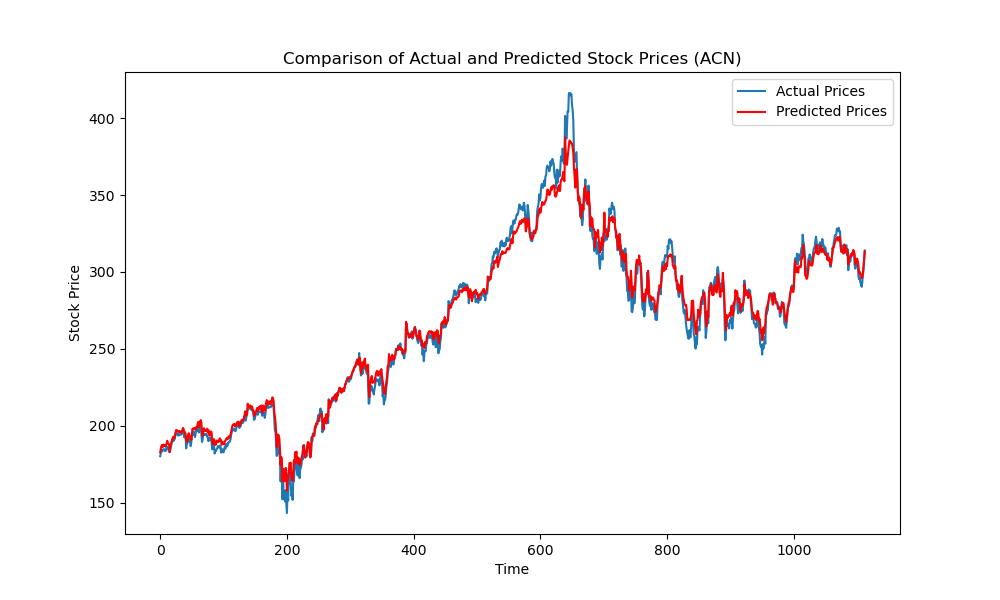 Comparison of Actual and Predicted Stock Prices (ACN)
Actual Prices
Predicted Prices
Stock Price
400
350
300
250
200
150
0 200 400 600 800 1000
Time